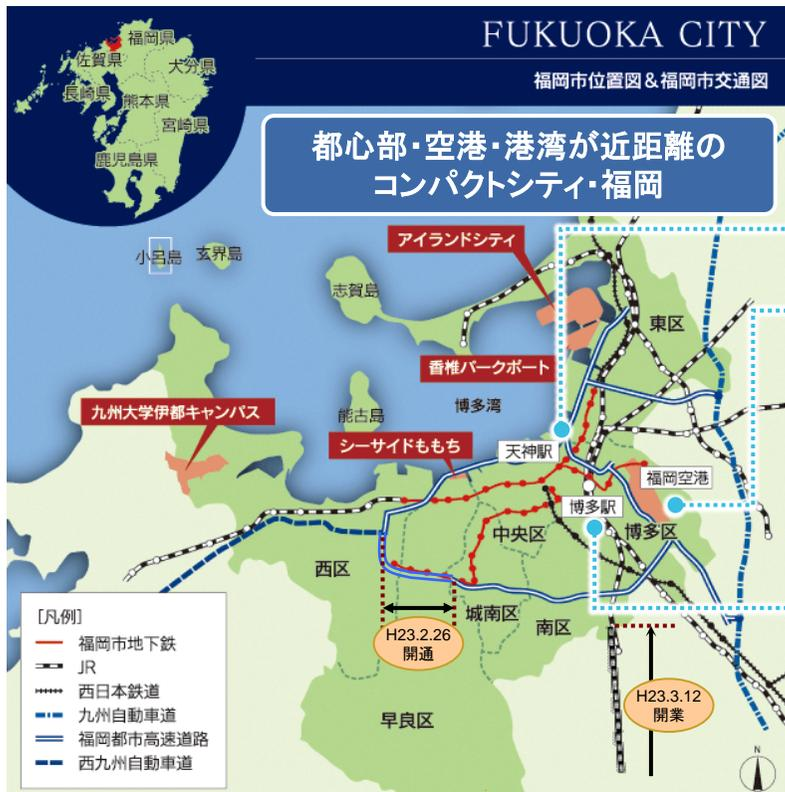 FUKUOKA CITY
福岡市位置図&福岡市交通図
福岡県
佐賀県
大分県
長崎県
熊本県
宮崎県
鹿児島県
都心部・空港・港湾が近距離の
コンパクトシティ・福岡
アイランドシティ
小呂島
玄界島
志賀島
東区
香椎パークポート
九州大学伊都キャンパス
能古島
博多湾
シーサイドももち
天神駅
福岡空港
博多駅
中央区
博多区
西区
城南区
南区
H23.2.26
開通
早良区
H23.3.12
開業
[凡例]
福岡市地下鉄
JR
西日本鉄道
九州自動車道
福岡都市高速道路
西九州自動車道
N